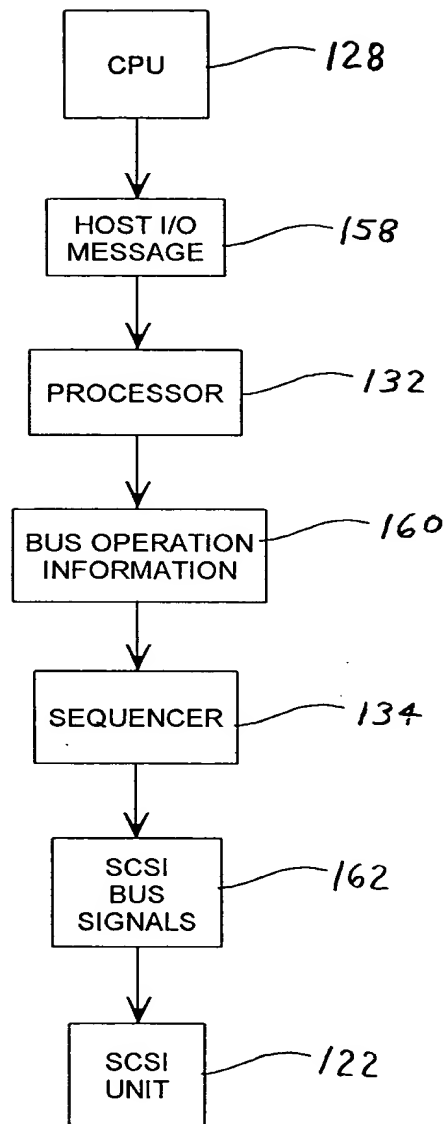 CPU
128
HOST I/O
MESSAGE
158
PROCESSOR
132
BUS OPERATION
INFORMATION
160
SEQUENCER
134
SCSI
BUS
SIGNALS
162
SCSI
UNIT
122